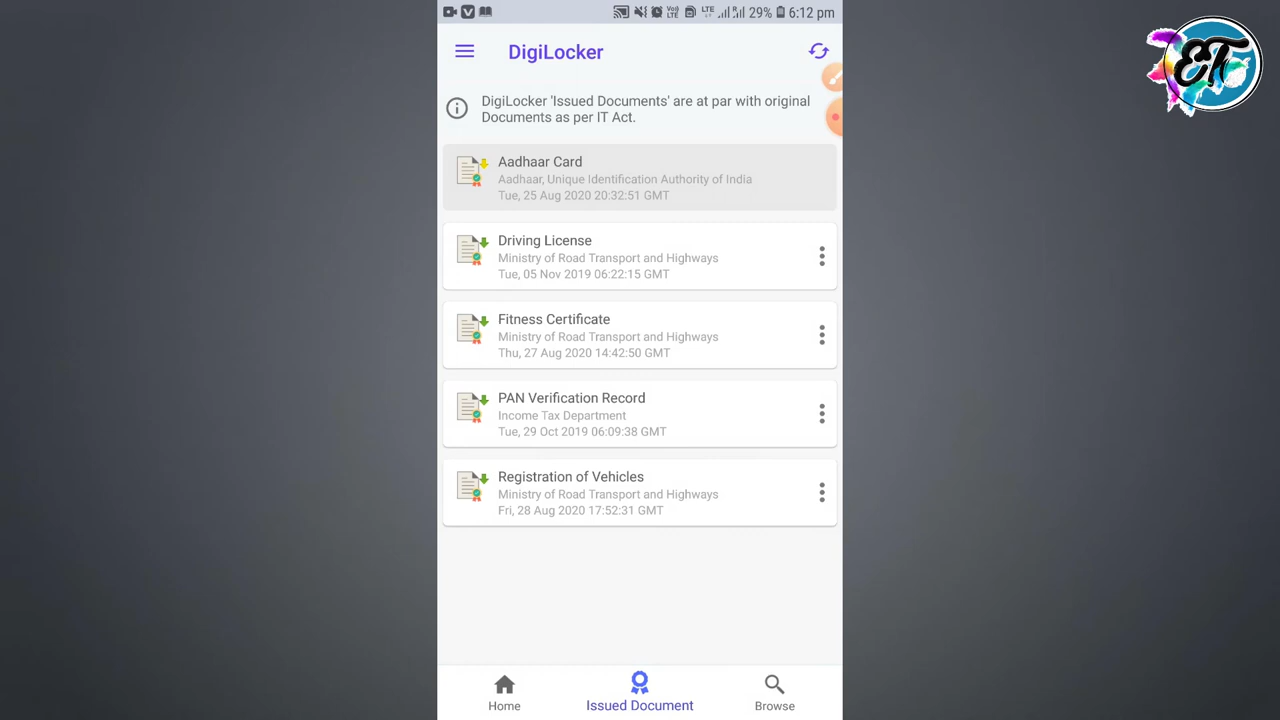 VoI) LTE LTE 29% 6:12 pm
DigiLocker
DigiLocker 'Issued Documents' are at par with original
Documents as per IT Act.
Aadhaar Card
Aadhaar, Unique Identification Authority of India
Tue, 25 Aug 2020 20:32:51 GMT
Driving License
Ministry of Road Transport and Highways
Tue, 05 Nov 2019 06:22:15 GMT
Fitness Certificate
Ministry of Road Transport and Highways
Thu, 27 Aug 2020 14:42:50 GMT
PAN Verification Record
Income Tax Department
Tue, 29 Oct 2019 06:09:38 GMT
Registration of Vehicles
Ministry of Road Transport and Highways
Fri, 28 Aug 2020 17:52:31 GMT
Home
Issued Document
Browse
ET